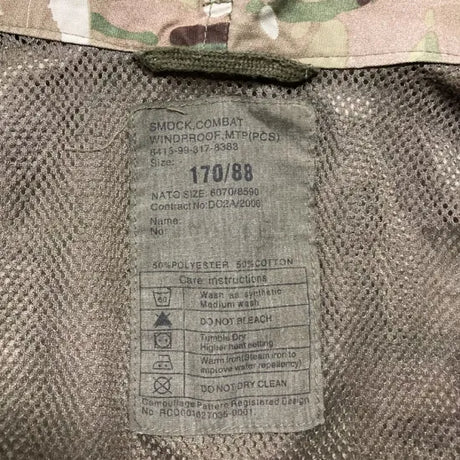 SMOCK, COMBAT
WINDPROOF, MTP (PCS)
8415-99-317-8383
Size:
170/88
NATO SIZE: 6070/8590
Contract No: DC2A/2006
Name:
No:
50%POLYESTER, 50%COTTON
Care instructions
60
Wash as synthetic
Medium wash
DO NOT BLEACH
Tumble Dry
Higher heat setting
Warm Iron(Steam iron to
improve water repellency)
DO NOT DRY CLEAN
Camouflage Pattern Registered Design
No RCD001627035-0001